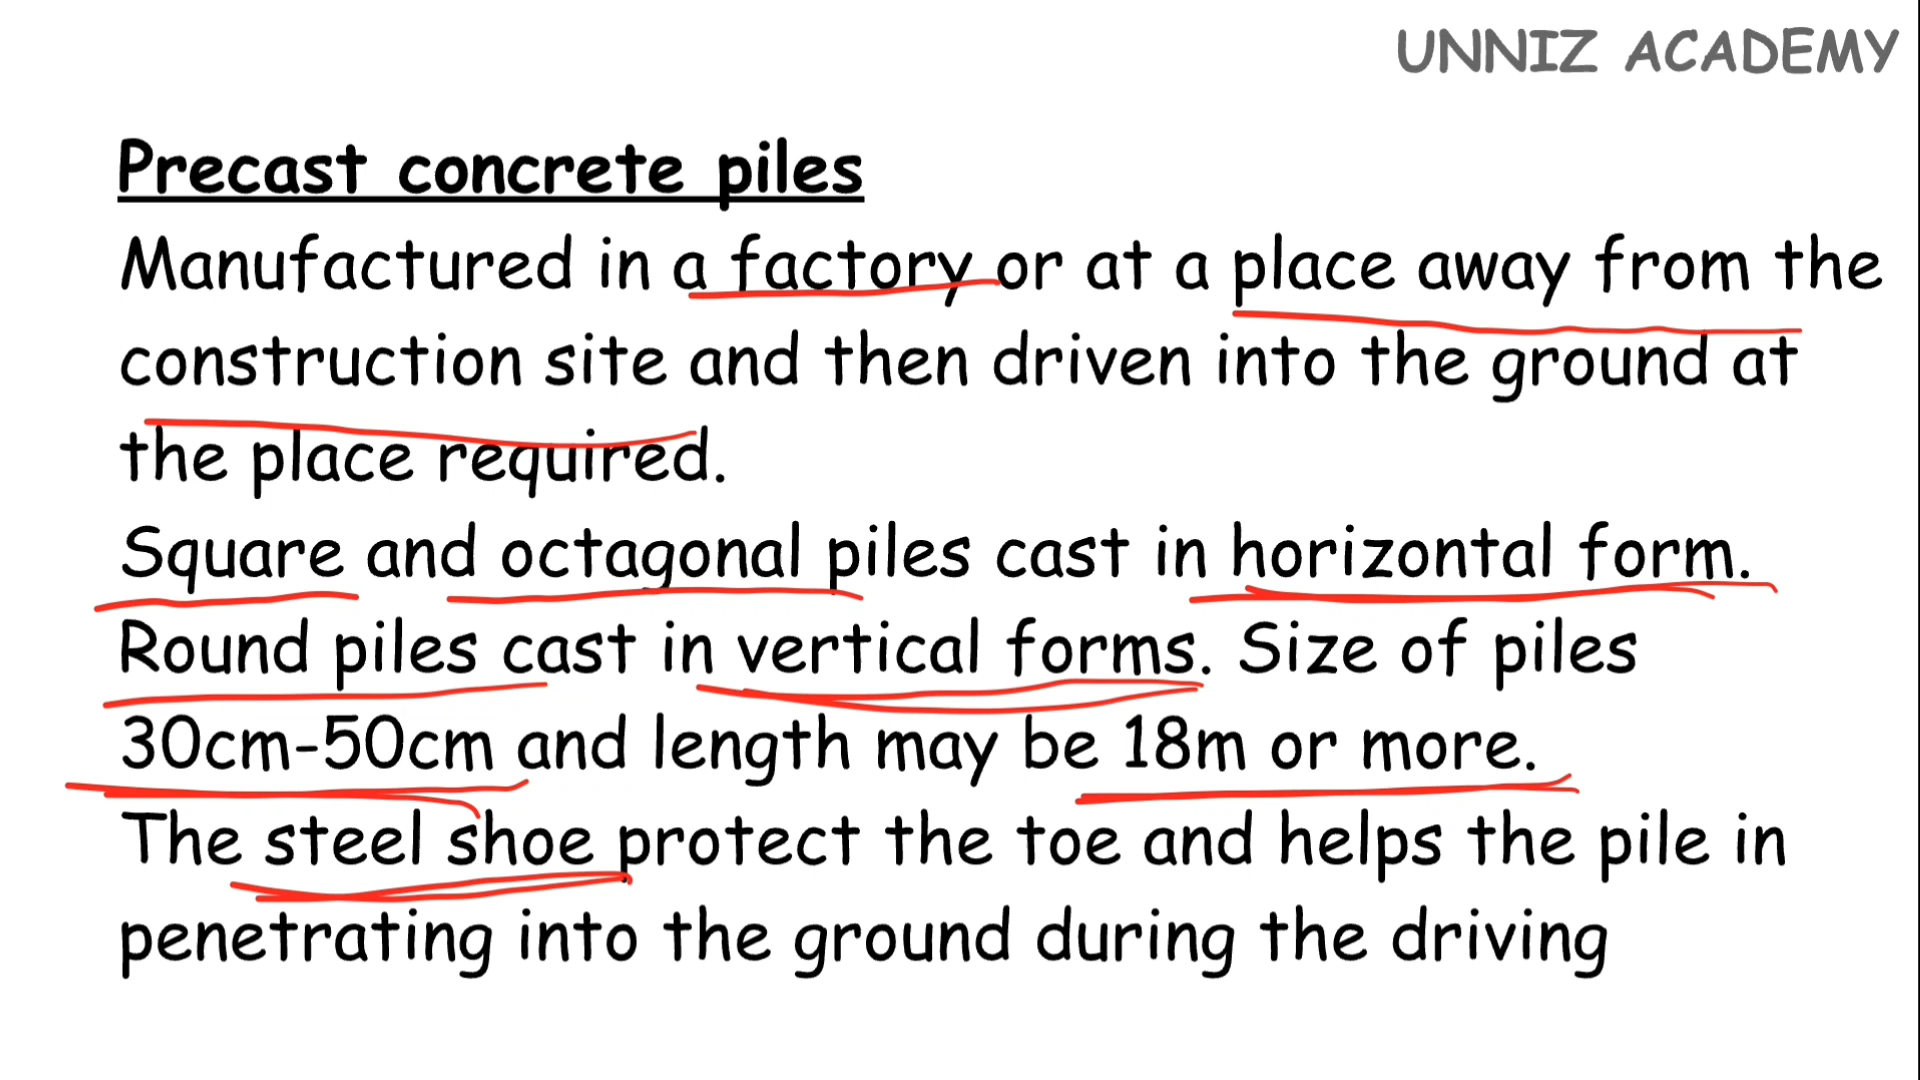 UNNIZ ACADEMY
Precast concrete piles
Manufactured in a factory or at a place away from the
construction site and then driven into the ground at
the place required.
Square and octagonal piles cast in horizontal form.
Round piles cast in vertical forms. Size of piles
30cm-50cm and length may be 18m or more.
The steel shoe protect the toe and helps the pile in
penetrating into the ground during the driving